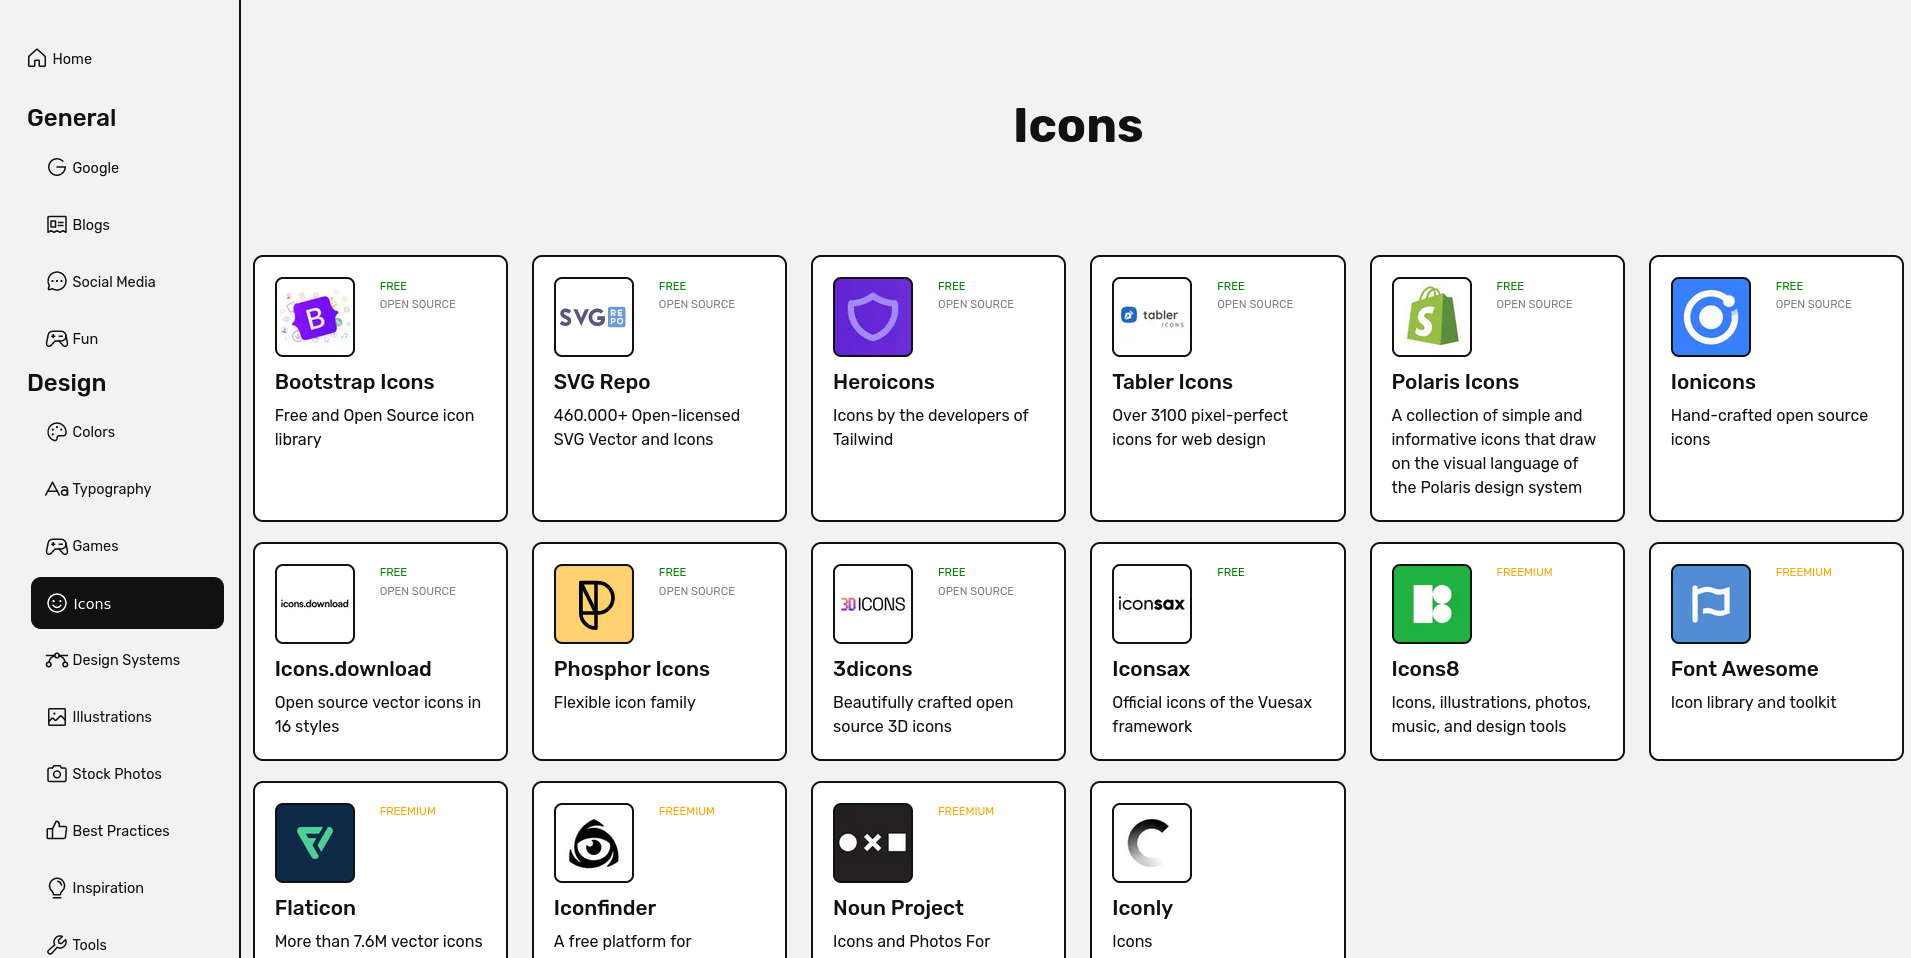 Home
General
Google
Blogs
Social Media
Fun
Design
Colors
Typography
Games
Icons
Design Systems
Illustrations
Stock Photos
Best Practices
Inspiration
Tools
Icons
FREE
OPEN SOURCE
Bootstrap Icons
Free and Open Source icon
library
SVG
RE
PO
FREE
OPEN SOURCE
SVG Repo
460.000+ Open-licensed
SVG Vector and Icons
FREE
OPEN SOURCE
Heroicons
Icons by the developers of
Tailwind
tabler
ICONS
FREE
OPEN SOURCE
Tabler Icons
Over 3100 pixel-perfect
icons for web design
FREE
OPEN SOURCE
Polaris Icons
A collection of simple and
informative icons that draw
on the visual language of
the Polaris design system
FREE
OPEN SOURCE
Ionicons
Hand-crafted open source
icons
icons.download
FREE
OPEN SOURCE
Icons.download
Open source vector icons in
16 styles
FREE
OPEN SOURCE
Phosphor Icons
Flexible icon family
3DICONS
FREE
OPEN SOURCE
3dicons
Beautifully crafted open
source 3D icons
iconsax
FREE
Iconsax
Official icons of the Vuesax
framework
FREEMIUM
Icons8
Icons, illustrations, photos,
music, and design tools
FREEMIUM
Font Awesome
Icon library and toolkit
FREEMIUM
Flaticon
More than 7.6M vector icons
FREEMIUM
Iconfinder
A free platform for
FREEMIUM
Noun Project
Icons and Photos For
Iconly
Icons